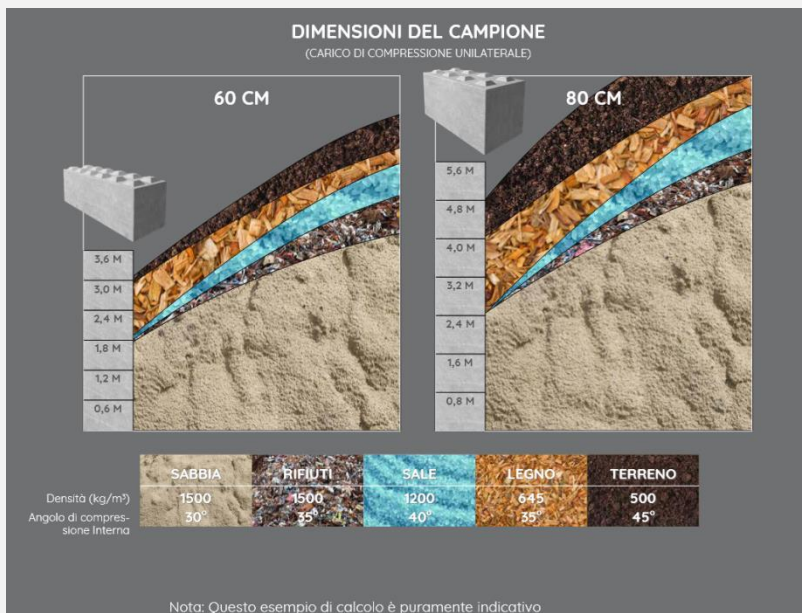 DIMENSIONI DEL CAMPIONE
(CARICO DI COMPRESSIONE UNILATERALE)
60 CM
3,6 M
3,0 M
2,4 M
1,8 M
1,2 M
0,6 M
80 CM
5,6 M
4,8 M
4,0 M
3,2 M
2,4 M
1,6 M
0,8 M
SABBIA RIFIUTI SALE LEGNO TERRENO
Densità (kg/m³) 1500 1500 1200 645 500
Angolo di compres- 30° 35° 40° 35° 45°
sione Interna
Nota: Questo esempio di calcolo è puramente indicativo